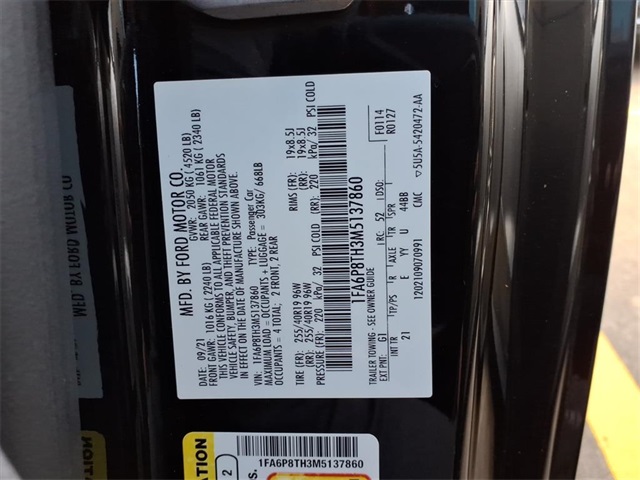 MFD. BY FORD MOTOR CO.
DATE: 09/21 GVWR: 2050 KG ( 4520 LB)
FRONT GAWR: 1016 KG ( 2240 LB) REAR GAWR: 1061 KG ( 2340 LB)
THIS VEHICLE CONFORMS TO ALL APPLICABLE FEDERAL MOTOR
VEHICLE SAFETY, BUMPER, AND THEFT PREVENTION STANDARDS
IN EFFECT ON THE DATE OF MANUFACTURE SHOWN ABOVE.
VIN: 1FA6P8TH3M5137860 TYPE: Passenger Car
MAXIMUM LOAD = OCCUPANTS + LUGGAGE = 303KG/ 668LB
OCCUPANTS = 4 TOTAL; 2 FRONT, 2 REAR
TIRE (FR): 255/40R19 96W RIMS (FR): 19x8.5J
(RR): 255/40R19 96W (RR): 19x8.5J
PRESSURE (FR): 220 kPa/ 32 PSI COLD (RR): 220 kPa/ 32 PSI COLD
1FA6P8TH3M5137860
F0114
R0127
TRAILER TOWING - SEE OWNER GUIDE
EXT PNT: G1 RC: 52 DSO:
INT TR TP/PS R AXLE TR SPR
21 E YY U 44BB
1202109070991 CMC ▽5U5A-5420472-AA
MFD. BY FORD MOTOR CO
1FA6P8TH3M5137860
2